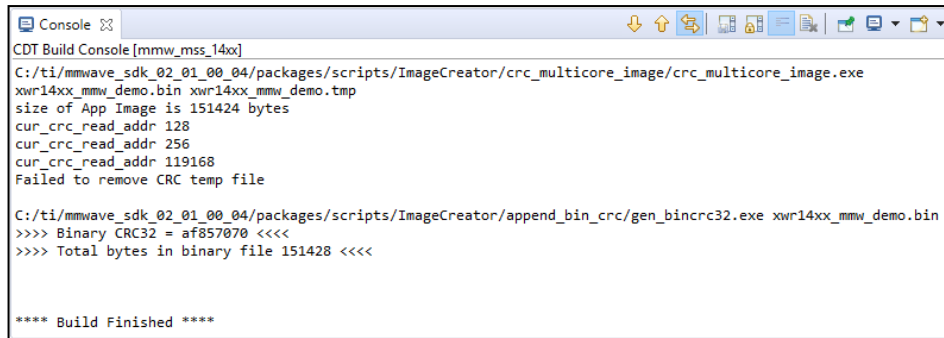 Console
CDT Build Console [mmw_mss_14xx]
C:/ti/mmwave_sdk_02_01_00_04/packages/scripts/ImageCreator/crc_multicore_image/crc_multicore_image.exe
xwr14xx_mmw_demo.bin xwr14xx_mmw_demo.tmp
size of App Image is 151424 bytes
cur_crc_read_addr 128
cur_crc_read_addr 256
cur_crc_read_addr 119168
Failed to remove CRC temp file
C:/ti/mmwave_sdk_02_01_00_04/packages/scripts/ImageCreator/append_bin_crc/gen_bincrc32.exe xwr14xx_mmw_demo.bin
>>>> Binary CRC32 = af857070 <<<<
>>>> Total bytes in binary file 151428 <<<<
**** Build Finished ****